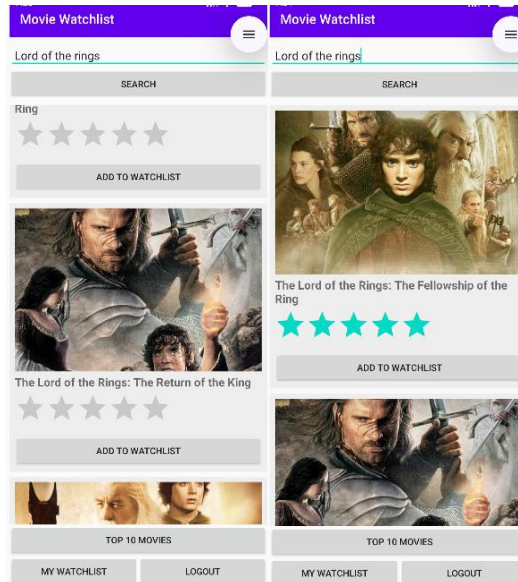 Movie Watchlist
Lord of the rings
SEARCH
Ring
ADD TO WATCHLIST
The Lord of the Rings: The Return of the King
ADD TO WATCHLIST
TOP 10 MOVIES
MY WATCHLIST
LOGOUT
Movie Watchlist
Lord of the rings
SEARCH
The Lord of the Rings: The Fellowship of the
Ring
ADD TO WATCHLIST
TOP 10 MOVIES
MY WATCHLIST
LOGOUT